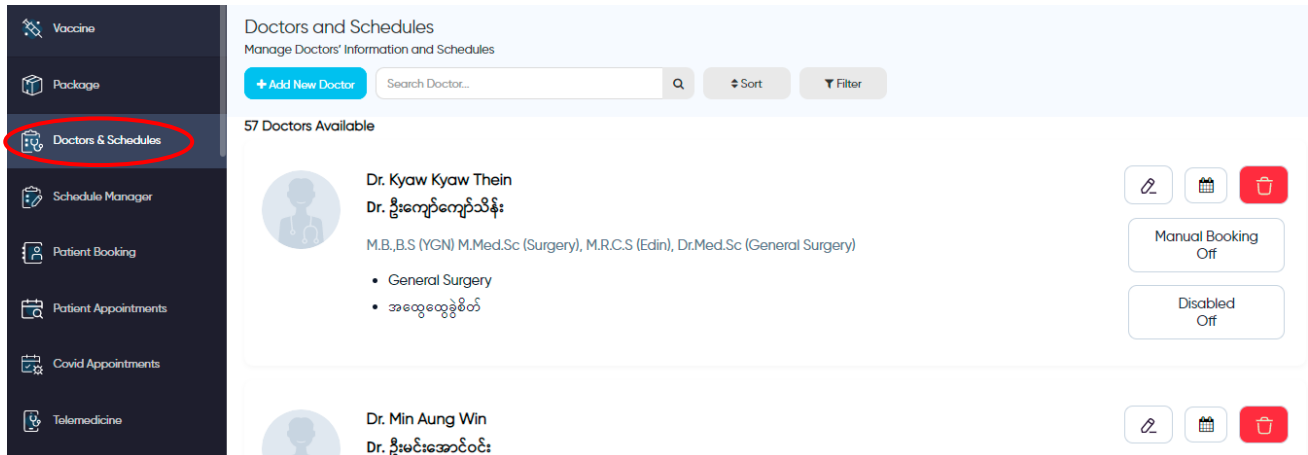 Vaccine
Package
Doctors & Schedules
Schedule Manager
Patient Booking
Patient Appointments
Covid Appointments
Telemedicine
Doctors and Schedules
Manage Doctors' Information and Schedules
+ Add New Doctor
Search Doctor...
Sort
Filter
57 Doctors Available
Dr. Kyaw Kyaw Thein
Dr. ဦးကျော်ကျော်သိန်း
M.B.,B.S (YGN) M.Med.Sc (Surgery), M.R.C.S (Edin), Dr.Med.Sc (General Surgery)
• General Surgery
• အထွေထွေခွဲစိတ်
Manual Booking
Off
Disabled
Off
Dr. Min Aung Win
Dr. ဦးမင်းအောင်ဝင်း